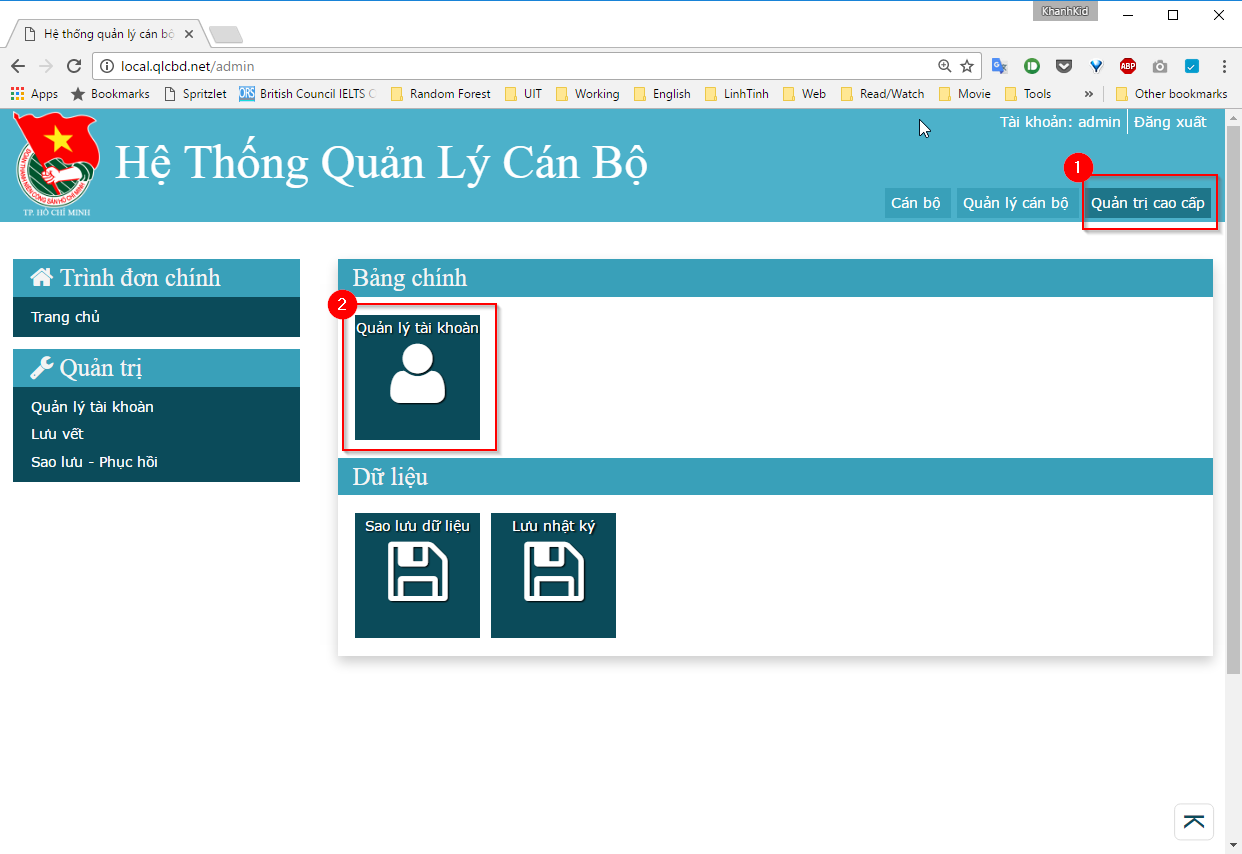 KhanhKid
Hệ thống quản lý cán bộ
local.qlcbd.net/admin
Apps Bookmarks Spritzlet British Council IELTS Random Forest UIT Working English LinhTinh Web Read/Watch Movie Tools » Other bookmarks
Tài khoản: admin Đăng xuất
Hệ Thống Quản Lý Cán Bộ
TP. HỒ CHÍ MINH
1
Cán bộ Quản lý cán bộ Quản trị cao cấp
Trình đơn chính
Trang chủ
Quản trị
Quản lý tài khoản
Lưu vết
Sao lưu - Phục hồi
Bảng chính
2
Quản lý tài khoản
Dữ liệu
Sao lưu dữ liệu Lưu nhật ký